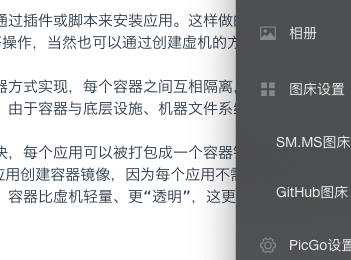 通过插件或脚本来安装应用。这样做的
操作，当然也可以通过创建虚机的方
器方式实现，每个容器之间互相隔离，
由于容器与底层设施、机器文件系统
快，每个应用可以被打包成一个容器镜
应用创建容器镜像，因为每个应用不需
容器比虚机轻量、更“透明”，这更
相册
图床设置
SM.MS图床
GitHub图床
PicGo设置